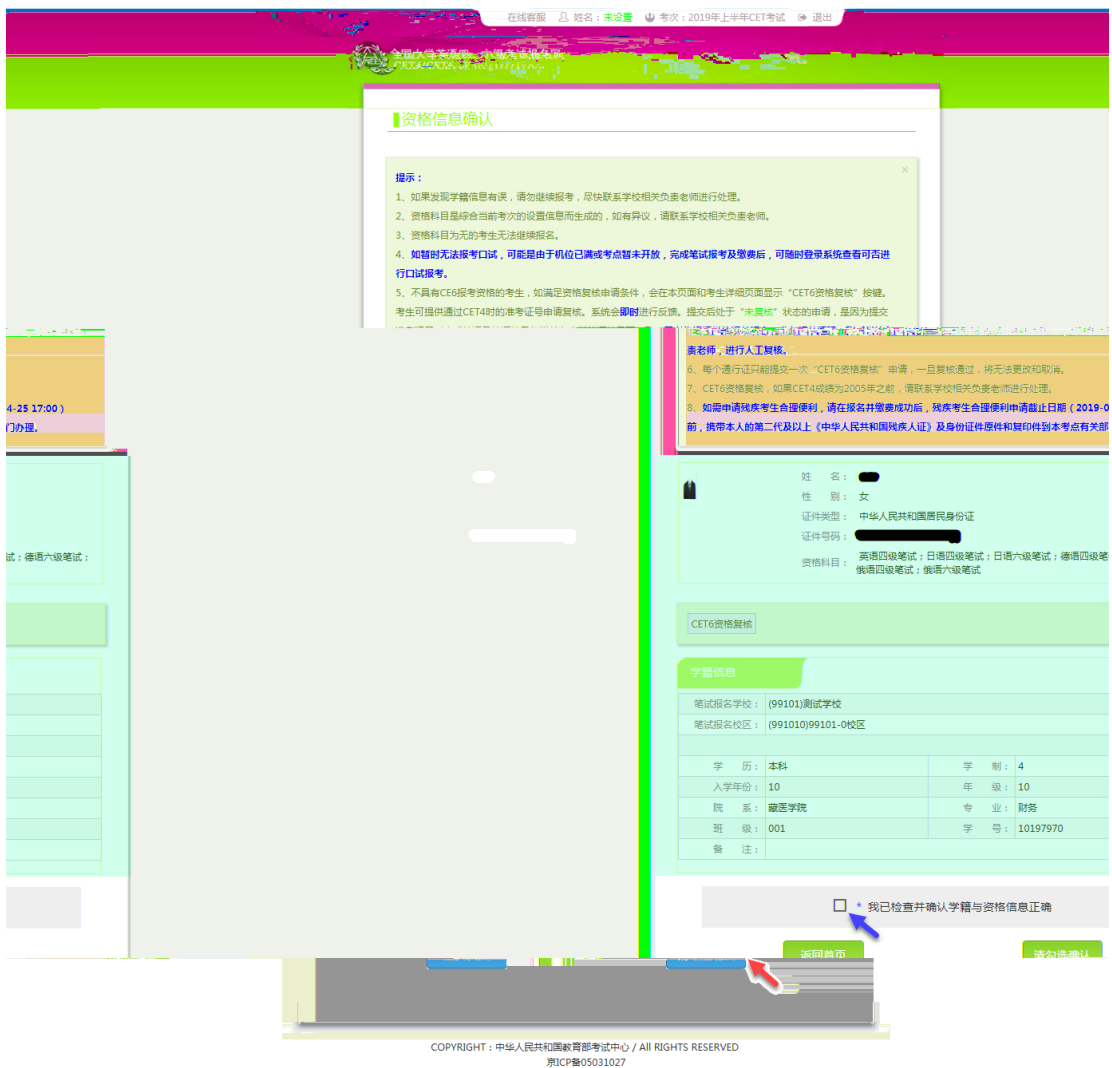 在线客服 姓名：未设置 考次：2019年上半年CET考试 退出
全国大学英语四、六级考试报名网
资格信息确认
提示：
1、如果发现学籍信息有误，请勿继续报考，尽快联系学校相关负责老师进行处理。
2、资格科目是综合当前考次的设置信息而生成的，如有异议，请联系学校相关负责老师。
3、资格科目为无的考生无法继续报名。
4、如暂时无法报考口试，可能是由于机位已满或考点暂未开放，完成笔试报考及缴费后，可随时登录系统查看可否进
行口试报考。
5、不具有CE6报考资格的考生，如满足资格复核申请条件，会在本页面和考生详细页面显示“CET6资格复核”按键。
考生可提供通过CET4时的准考证号申请复核。系统会即时进行反馈。提交后处于“未复核”状态的申请，是因为提交
责老师，进行人工复核。
6、每个通行证只能提交一次“CET6资格复核”申请，一旦复核通过，将无法更改和取消。
7、CET6资格复核，如果CET4成绩为2005年之前，请联系学校相关负责老师进行处理。
8、如需申请残疾考生合理便利，请在报名并缴费成功后，残疾考生合理便利申请截止日期（2019-0
4-25 17:00）
前，携带本人的第二代及以上《中华人民共和国残疾人证》及身份证件原件和复印件到本考点有关部
门办理。
姓 名：
性 别： 女
证件类型： 中华人民共和国居民身份证
证件号码：
资格科目： 英语四级笔试；日语四级笔试；日语六级笔试；德语四级笔
试；德语六级笔试；
俄语四级笔试；俄语六级笔试
CET6资格复核
学籍信息
笔试报名学校： (99101)测试学校
笔试报名校区： (991010)99101-0校区
学 历： 本科 学 制： 4
入学年份： 10 年 级： 10
院 系： 藏医学院 专 业： 财务
班 级： 001 学 号： 10197970
备 注：
* 我已检查并确认学籍与资格信息正确
返回首页 请勾选确认
COPYRIGHT：中华人民共和国教育部考试中心 / All RIGHTS RESERVED
京ICP备05031027